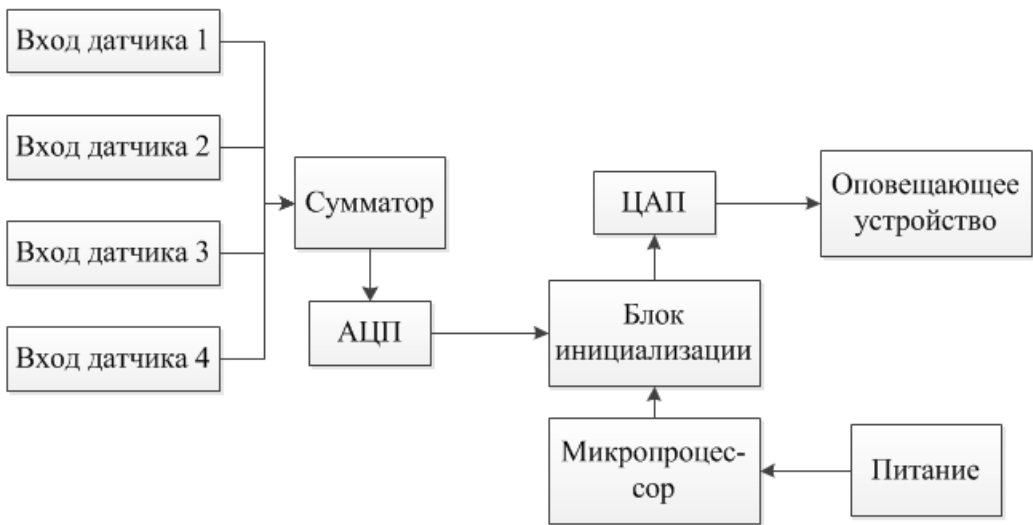 Вход датчика 1
Вход датчика 2
Вход датчика 3
Вход датчика 4
Сумматор
АЦП
ЦАП
Оповещающее
устройство
Блок
инициализации
Микропроцес-
сор
Питание